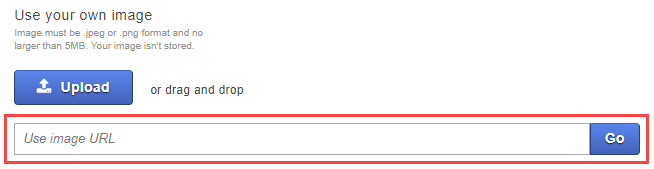 Use your own image
Image must be .jpeg or .png format and no
larger than 5MB. Your image isn't stored.
Upload or drag and drop
Use image URL Go